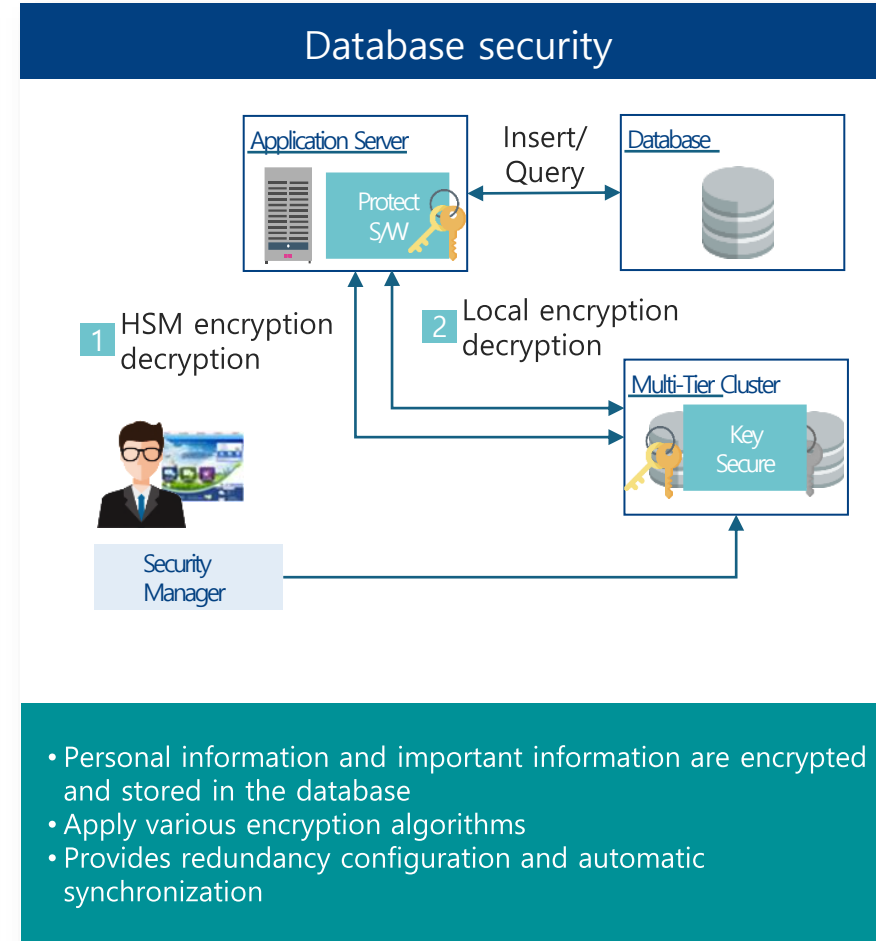 Database security
Application Server
Protect
S/W
Insert/
Query
Database
1
HSM encryption
decryption
2
Local encryption
decryption
Multi-Tier Cluster
Key
Secure
Security
Manager
• Personal information and important information are encrypted
and stored in the database
• Apply various encryption algorithms
• Provides redundancy configuration and automatic
synchronization